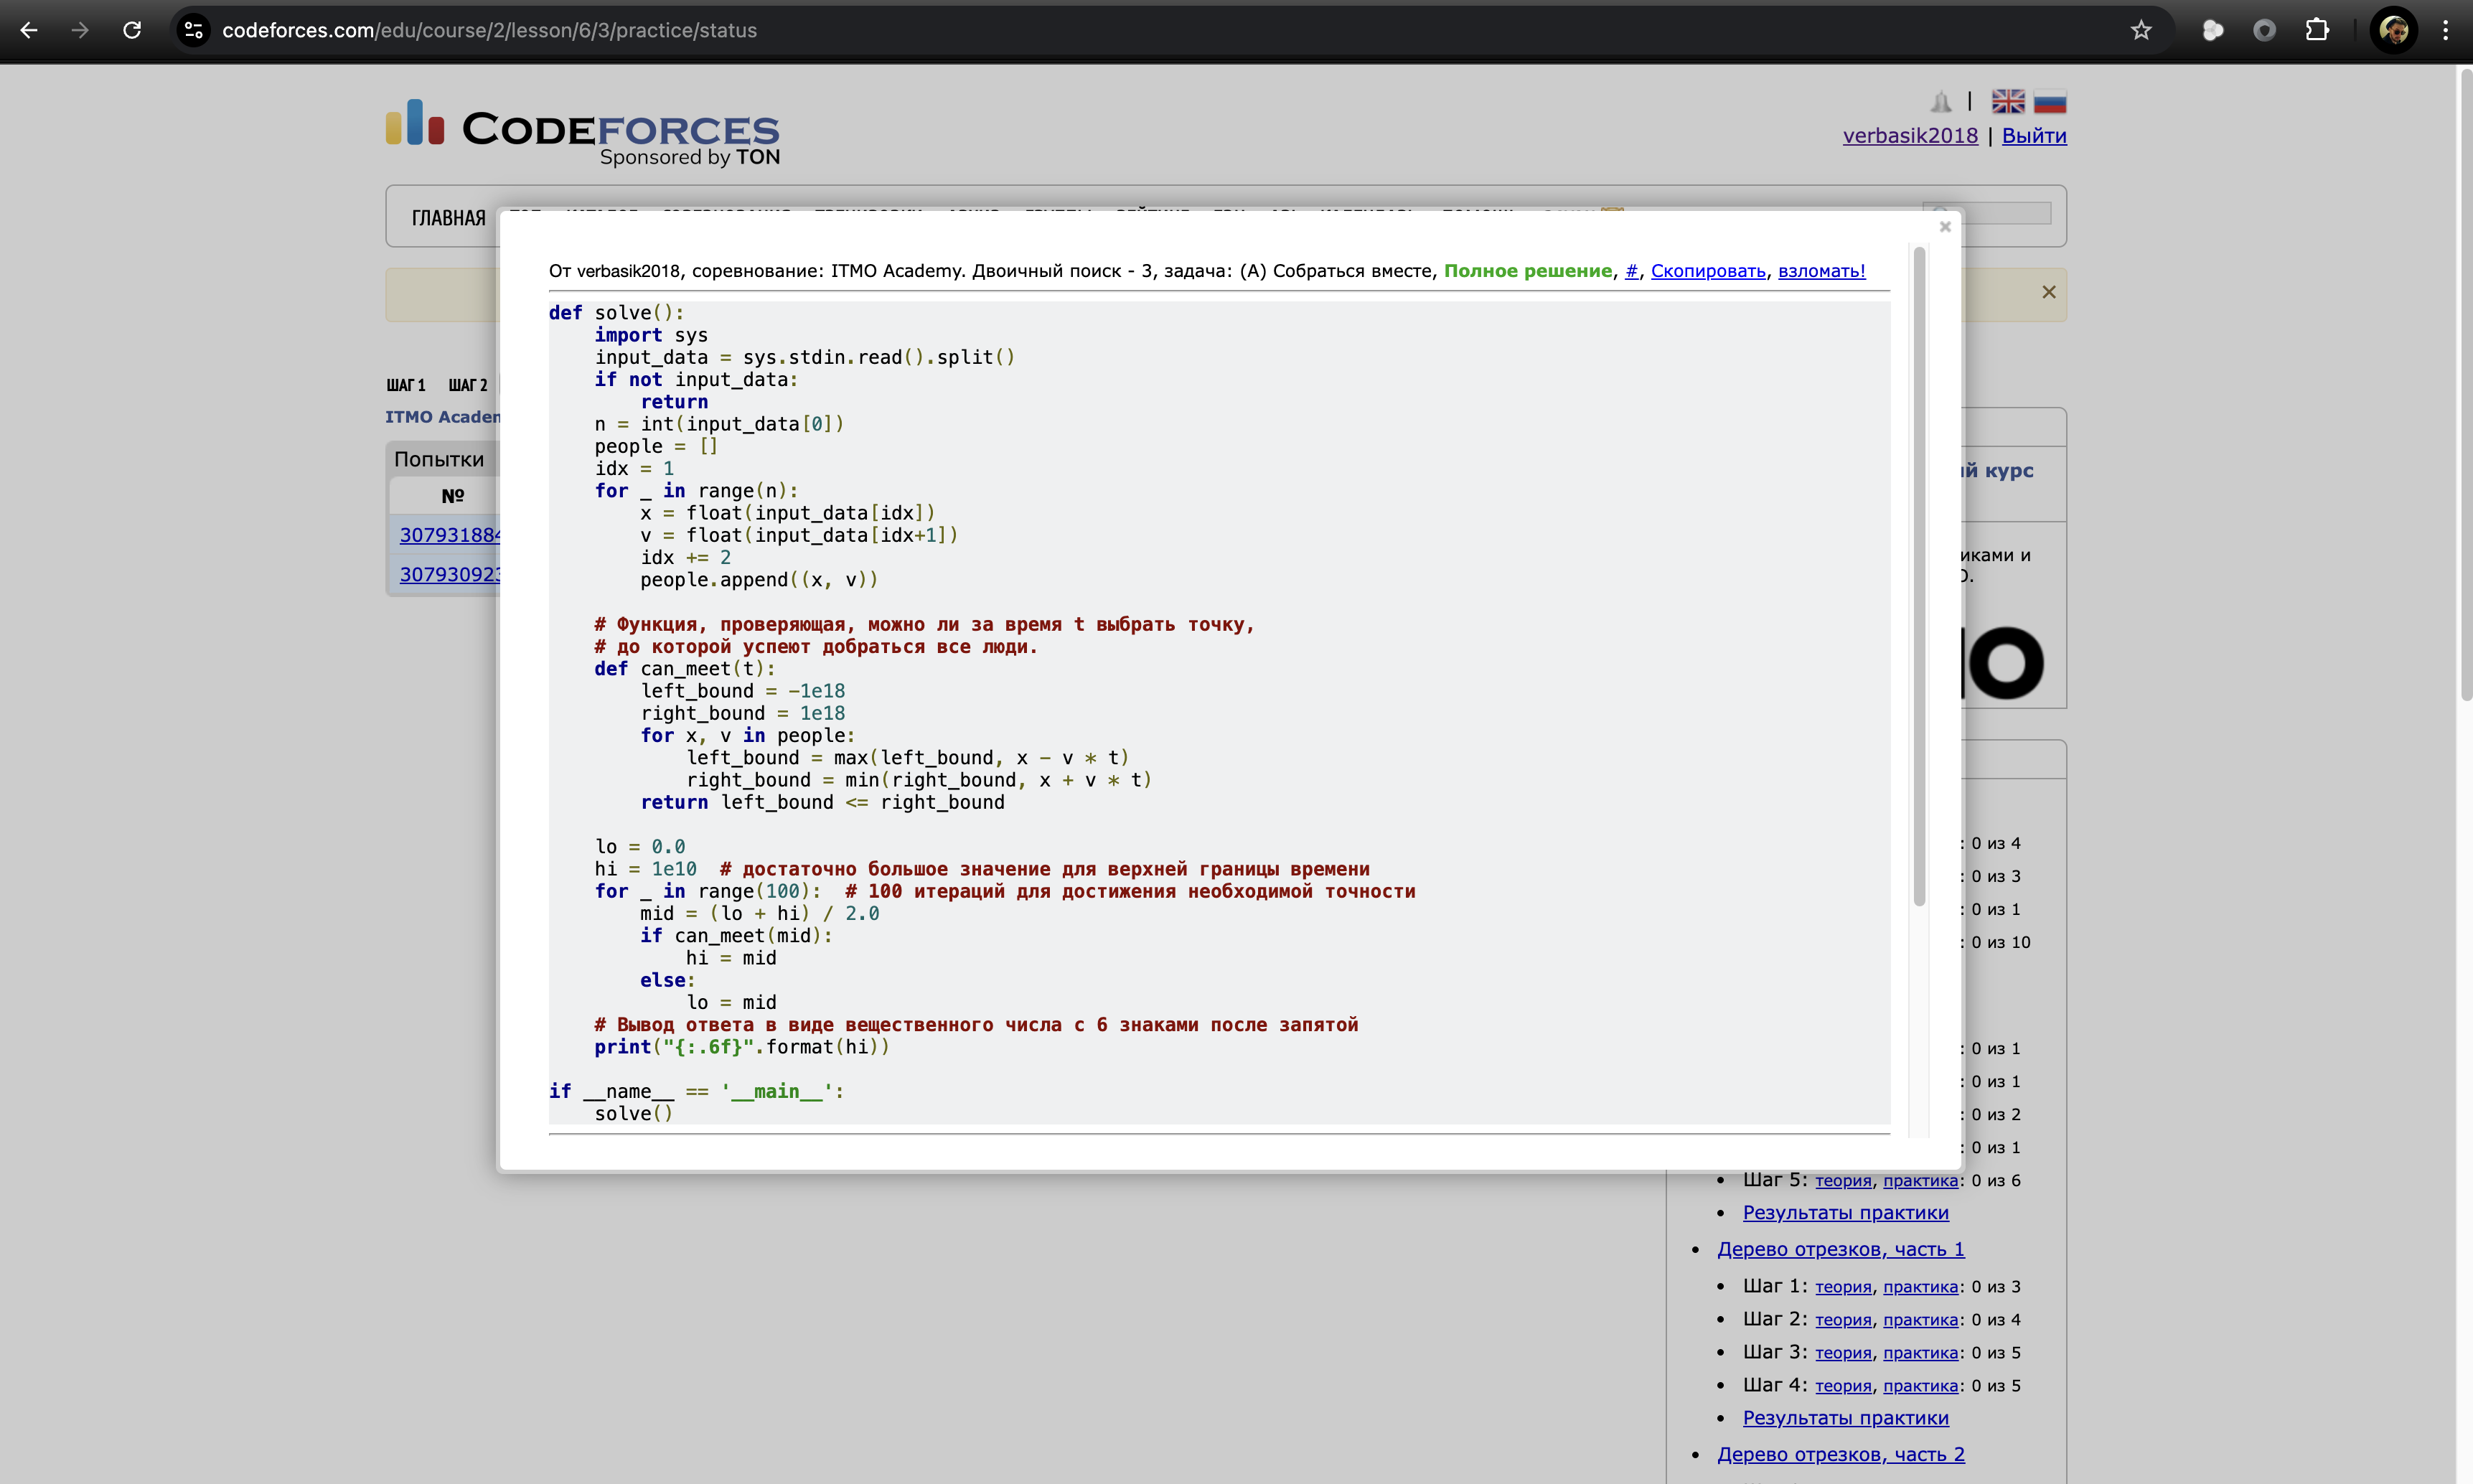 codeforces.com/edu/course/2/lesson/6/3/practice/status
CODEFORCES
Sponsored by TON
|
verbasik2018 | Выйти
ГЛАВНАЯ
От verbasik2018, соревнование: ITMO Academy. Двоичный поиск - 3, задача: (A) Собраться вместе, Полное решение, #, Скопировать, взломать!
def solve():
    import sys
    input_data = sys.stdin.read().split()
    if not input_data:
        return
    n = int(input_data[0])
    people = []
    idx = 1
    for _ in range(n):
        x = float(input_data[idx])
        v = float(input_data[idx+1])
        idx += 2
        people.append((x, v))
    # Функция, проверяющая, можно ли за время t выбрать точку,
    # до которой успеют добраться все люди.
    def can_meet(t):
        left_bound = -1e18
        right_bound = 1e18
        for x, v in people:
            left_bound = max(left_bound, x - v * t)
            right_bound = min(right_bound, x + v * t)
        return left_bound <= right_bound
    lo = 0.0
    hi = 1e10  # достаточно большое значение для верхней границы времени
    for _ in range(100):  # 100 итераций для достижения необходимой точности
        mid = (lo + hi) / 2.0
        if can_meet(mid):
            hi = mid
        else:
            lo = mid
    # Вывод ответа в виде вещественного числа с 6 знаками после запятой
    print("{:.6f}".format(hi))
if __name__ == '__main__':
    solve()
ШАГ 1 ШАГ 2
ITMO Academ
Попытки
№
307931884
307930923
й курс
иками и
О.
: 0 из 4
: 0 из 3
: 0 из 1
: 0 из 10
: 0 из 1
: 0 из 1
: 0 из 2
: 0 из 1
Шаг 5: теория, практика: 0 из 6
Результаты практики
Дерево отрезков, часть 1
Шаг 1: теория, практика: 0 из 3
Шаг 2: теория, практика: 0 из 4
Шаг 3: теория, практика: 0 из 5
Шаг 4: теория, практика: 0 из 5
Результаты практики
Дерево отрезков, часть 2